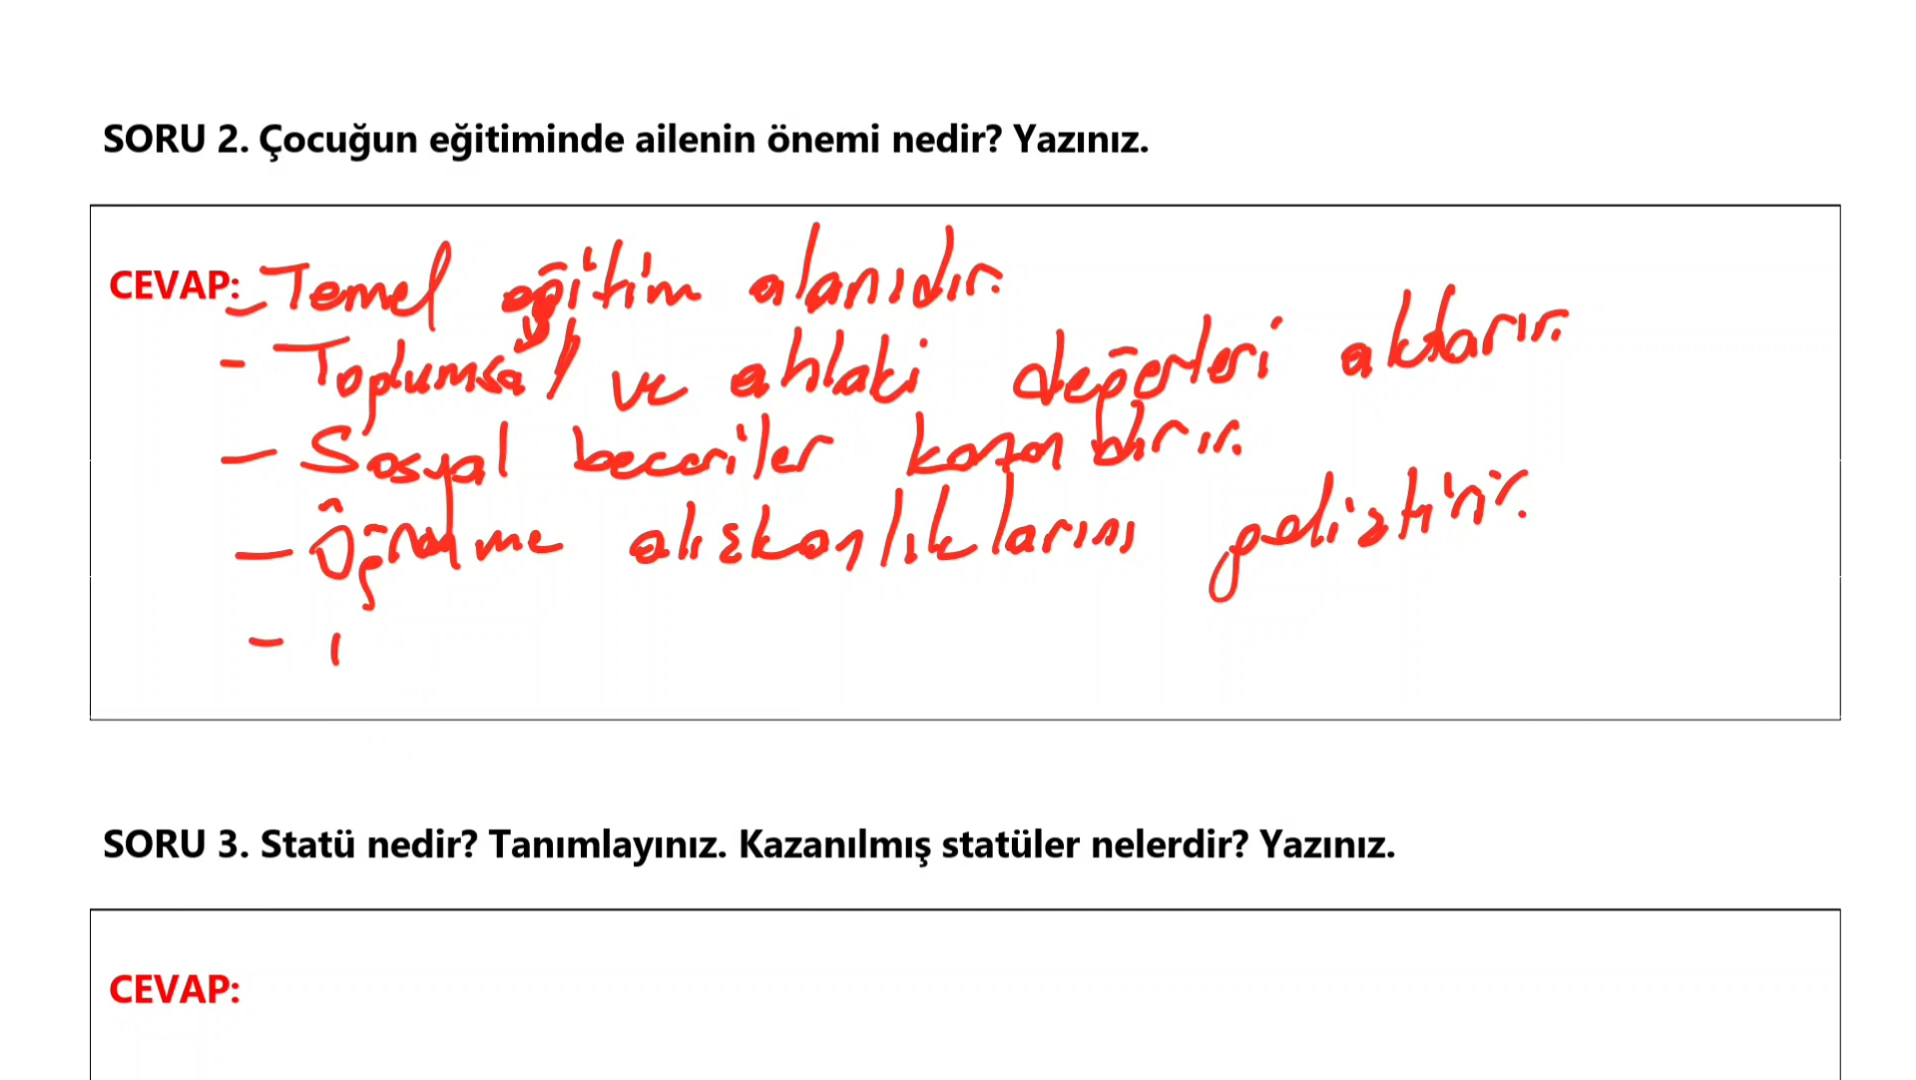 SORU 2. Çocuğun eğitiminde ailenin önemi nedir? Yazınız.
CEVAP: - Temel eğitim alanıdır.
- Toplumsal ve ahlaki değerleri aktarır.
- Sosyal beceriler kazandırır.
- Öğrenme alışkanlıklarını geliştirir.
-
SORU 3. Statü nedir? Tanımlayınız. Kazanılmış statüler nelerdir? Yazınız.
CEVAP: